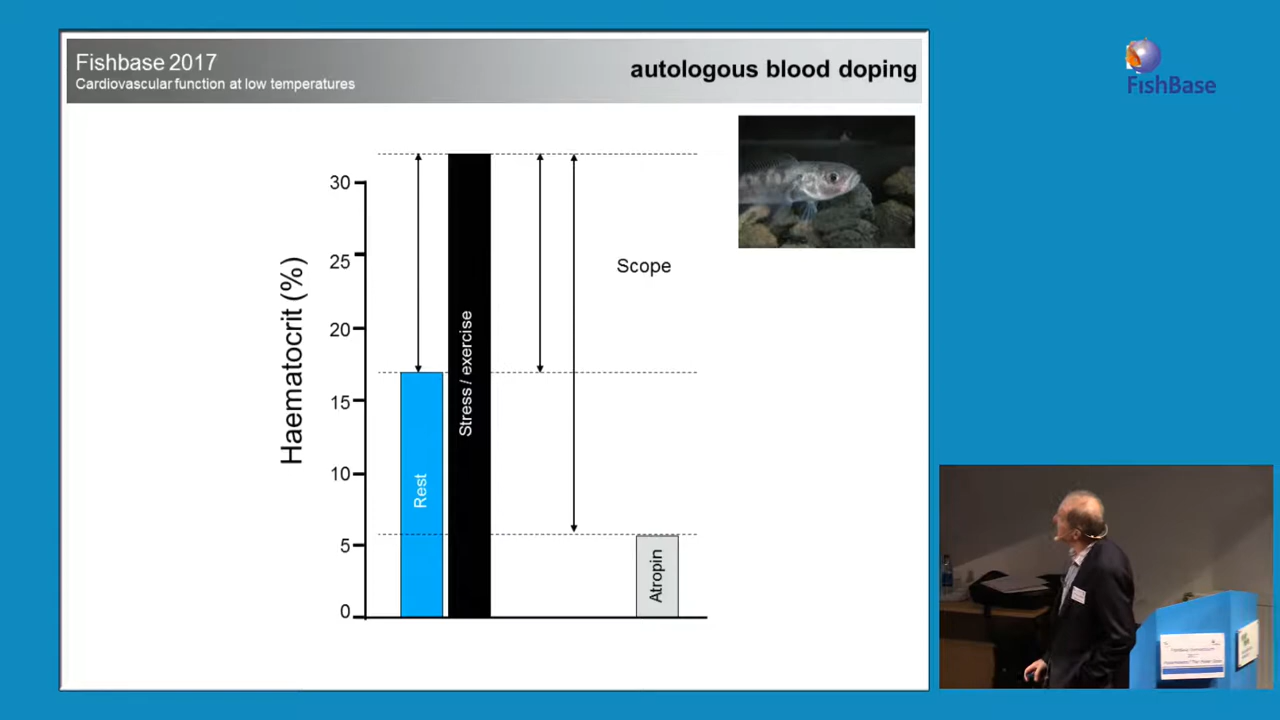 Fishbase 2017
Cardiovascular function at low temperatures
autologous blood doping
FishBase
30
25
20
15
10
5
0
Haematocrit (%)
Rest
Stress / exercise
Scope
Atropin